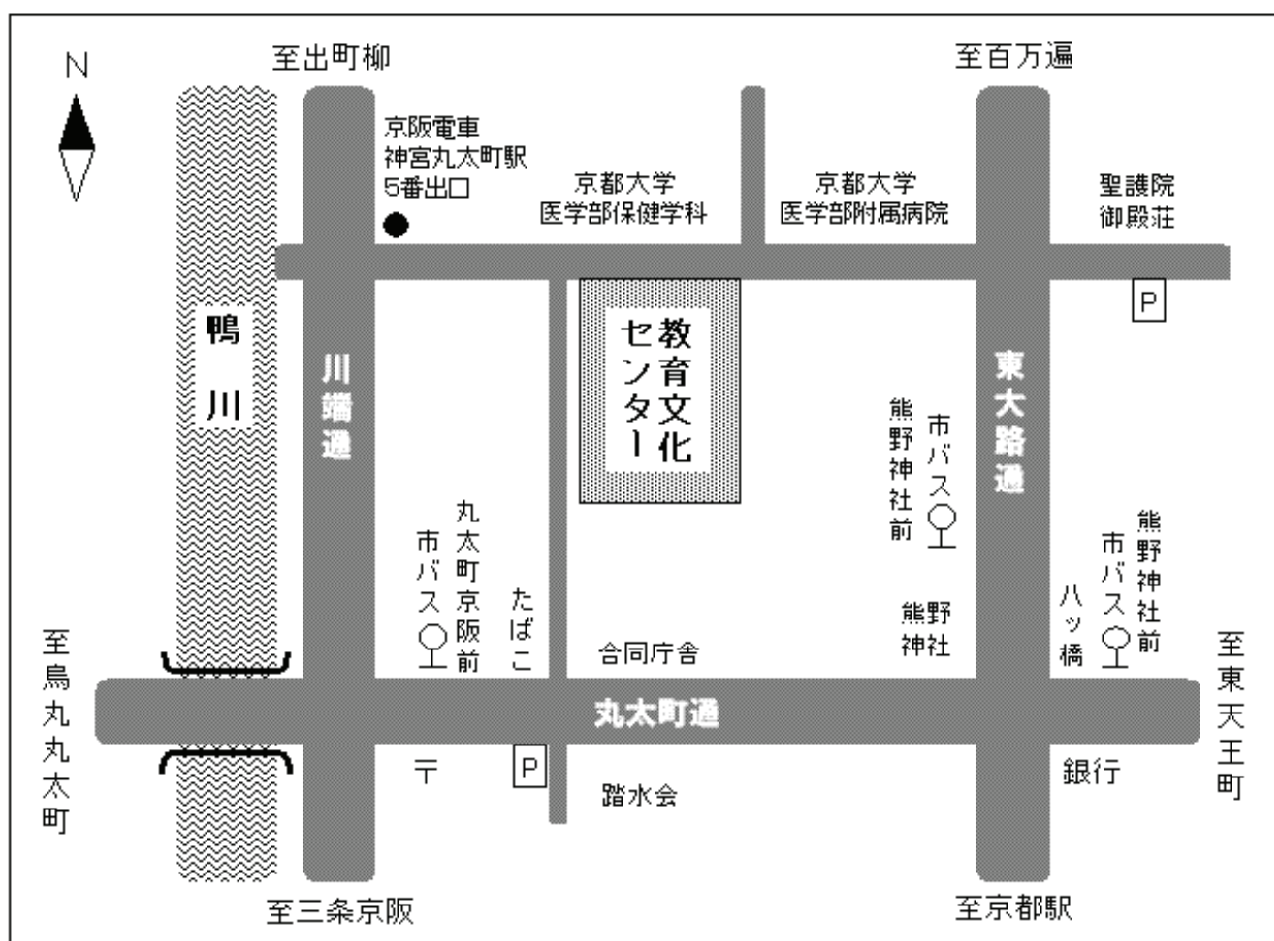 N
至出町柳
至百万遍
京阪電車
神宮丸太町駅
5番出口
京都大学
医学部保健学科
京都大学
医学部附属病院
聖護院
御殿荘
P
鴨川
川端通
教育文化
センター
東大路通
市バス
熊野神社前
熊野神社前
市バス
丸太町京阪前
市バス
たばこ
合同庁舎
熊野
神社
八ッ橋
至烏丸丸太町
丸太町通
至東天王町
〒
P
踏水会
銀行
至三条京阪
至京都駅